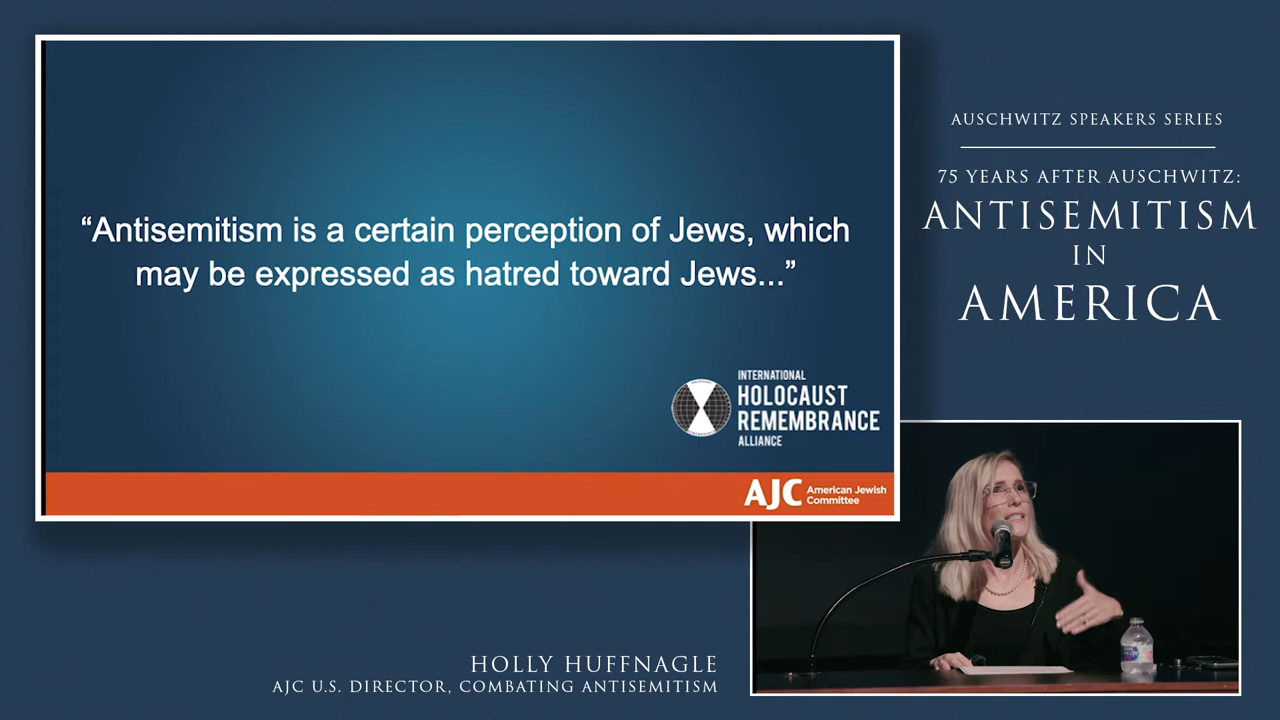 “Antisemitism is a certain perception of Jews, which
may be expressed as hatred toward Jews...”
INTERNATIONAL
HOLOCAUST
REMEMBRANCE
ALLIANCE
AJC American Jewish
Committee
AUSCHWITZ SPEAKERS SERIES
75 YEARS AFTER AUSCHWITZ:
ANTISEMITISM
IN
AMERICA
HOLLY HUFFNAGLE
AJC U.S. DIRECTOR, COMBATING ANTISEMITISM